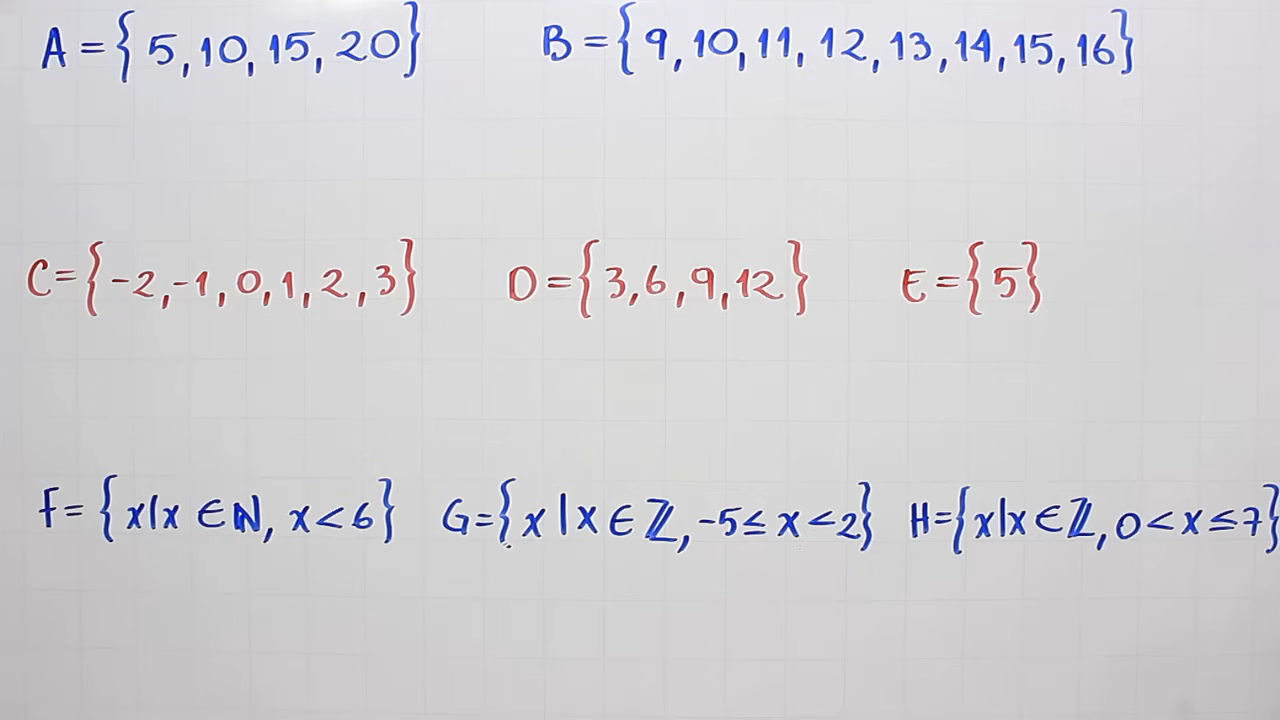 A = {5, 10, 15, 20} B = {9, 10, 11, 12, 13, 14, 15, 16}
C = {-2, -1, 0, 1, 2, 3} D = {3, 6, 9, 12} E = {5}
F = {x|x ∈ ℕ, x < 6} G = {x|x ∈ ℤ, -5 ≤ x < 2} H = {x|x ∈ ℤ, 0 < x ≤ 7}